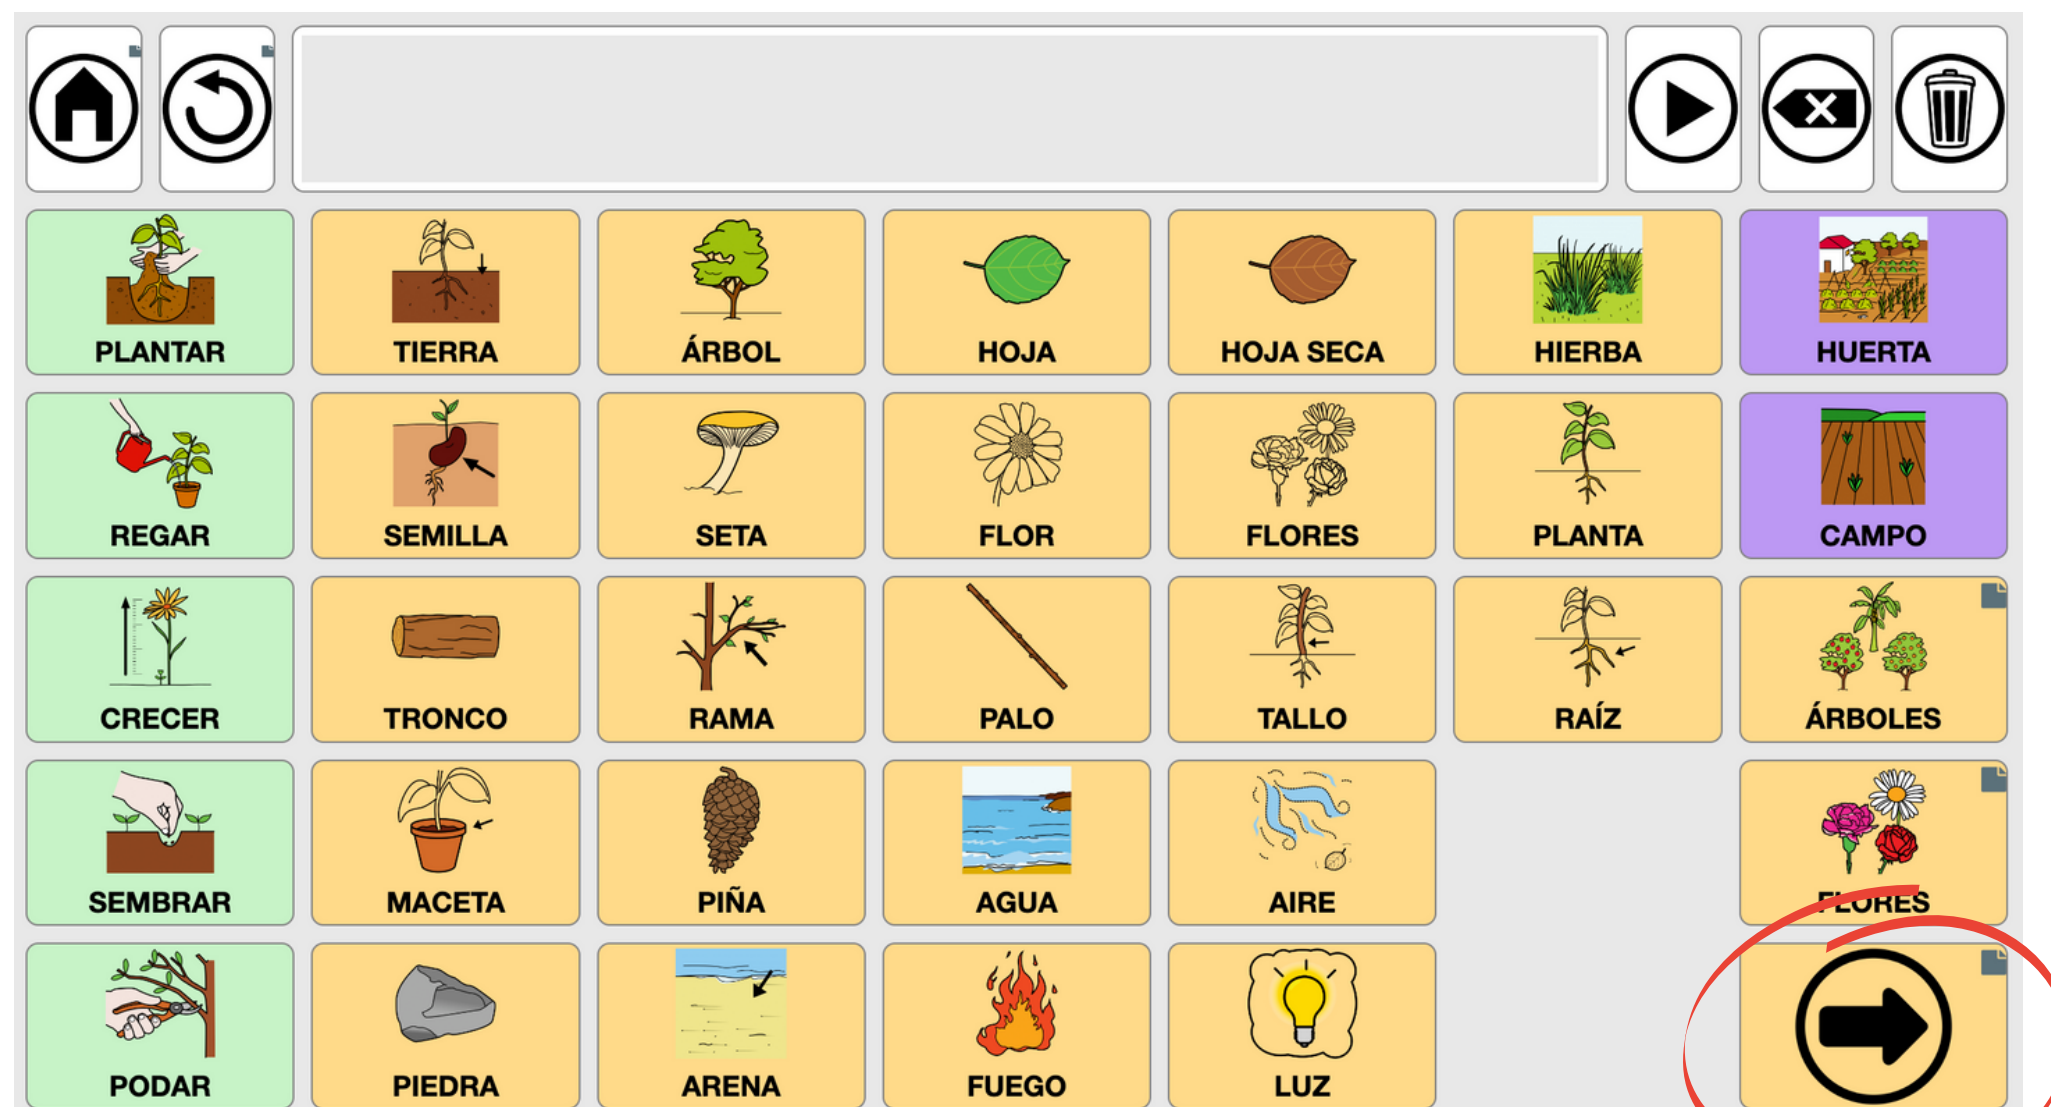 PLANTAR
TIERRA
ÁRBOL
HOJA
HOJA SECA
HIERBA
HUERTA
REGAR
SEMILLA
SETA
FLOR
FLORES
PLANTA
CAMPO
CRECER
TRONCO
RAMA
PALO
TALLO
RAÍZ
ÁRBOLES
SEMBRAR
MACETA
PIÑA
AGUA
AIRE
FLORES
PODAR
PIEDRA
ARENA
FUEGO
LUZ